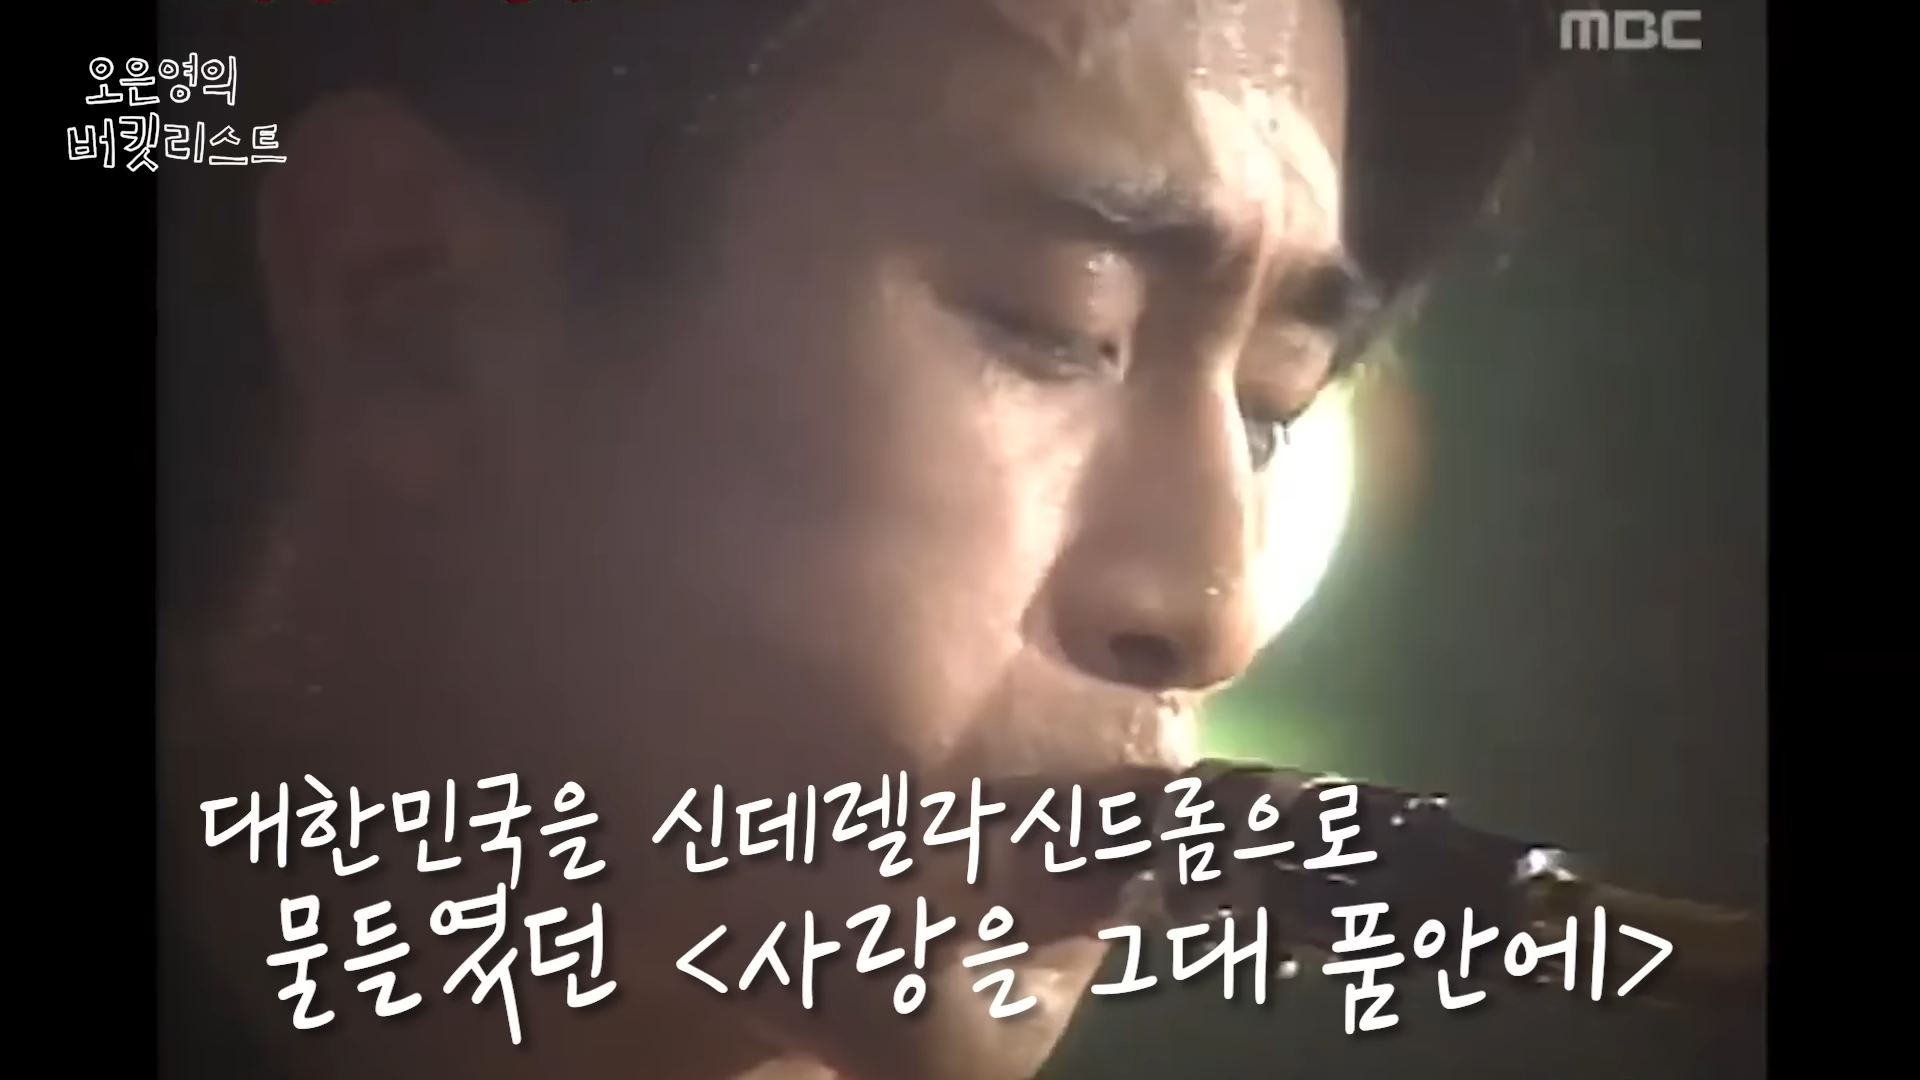 오은영의
버킷리스트
MBC
대한민국을 신데렐라신드롬으로
물들였던 <사랑을 그대 품안에>